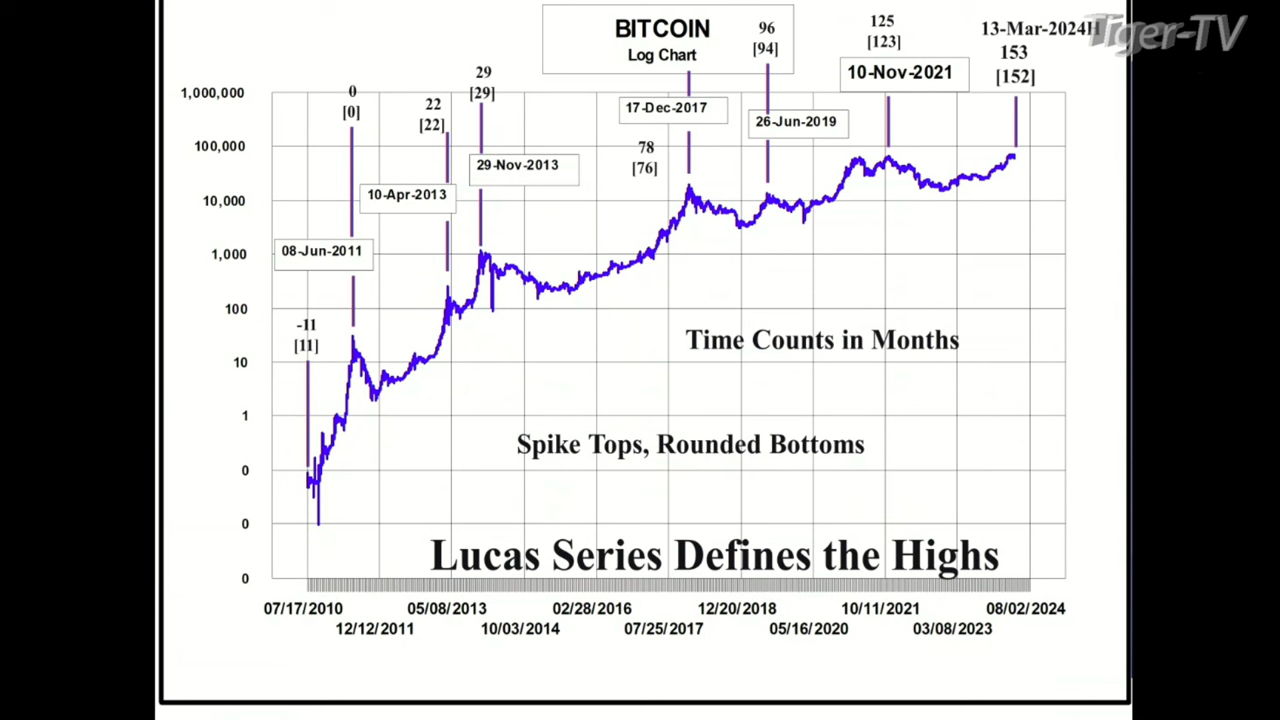 Tiger-TV
BITCOIN
Log Chart
96
[94]
125
[123]
13-Mar-2024H
153
[152]
10-Nov-2021
29
[29]
0
[0]
22
[22]
17-Dec-2017
26-Jun-2019
78
[76]
29-Nov-2013
10-Apr-2013
08-Jun-2011
-11
[11]
1,000,000
100,000
10,000
1,000
100
10
1
0
0
0
Time Counts in Months
Spike Tops, Rounded Bottoms
Lucas Series Defines the Highs
07/17/2010 05/08/2013 02/28/2016 12/20/2018 10/11/2021 08/02/2024
12/12/2011 10/03/2014 07/25/2017 05/16/2020 03/08/2023